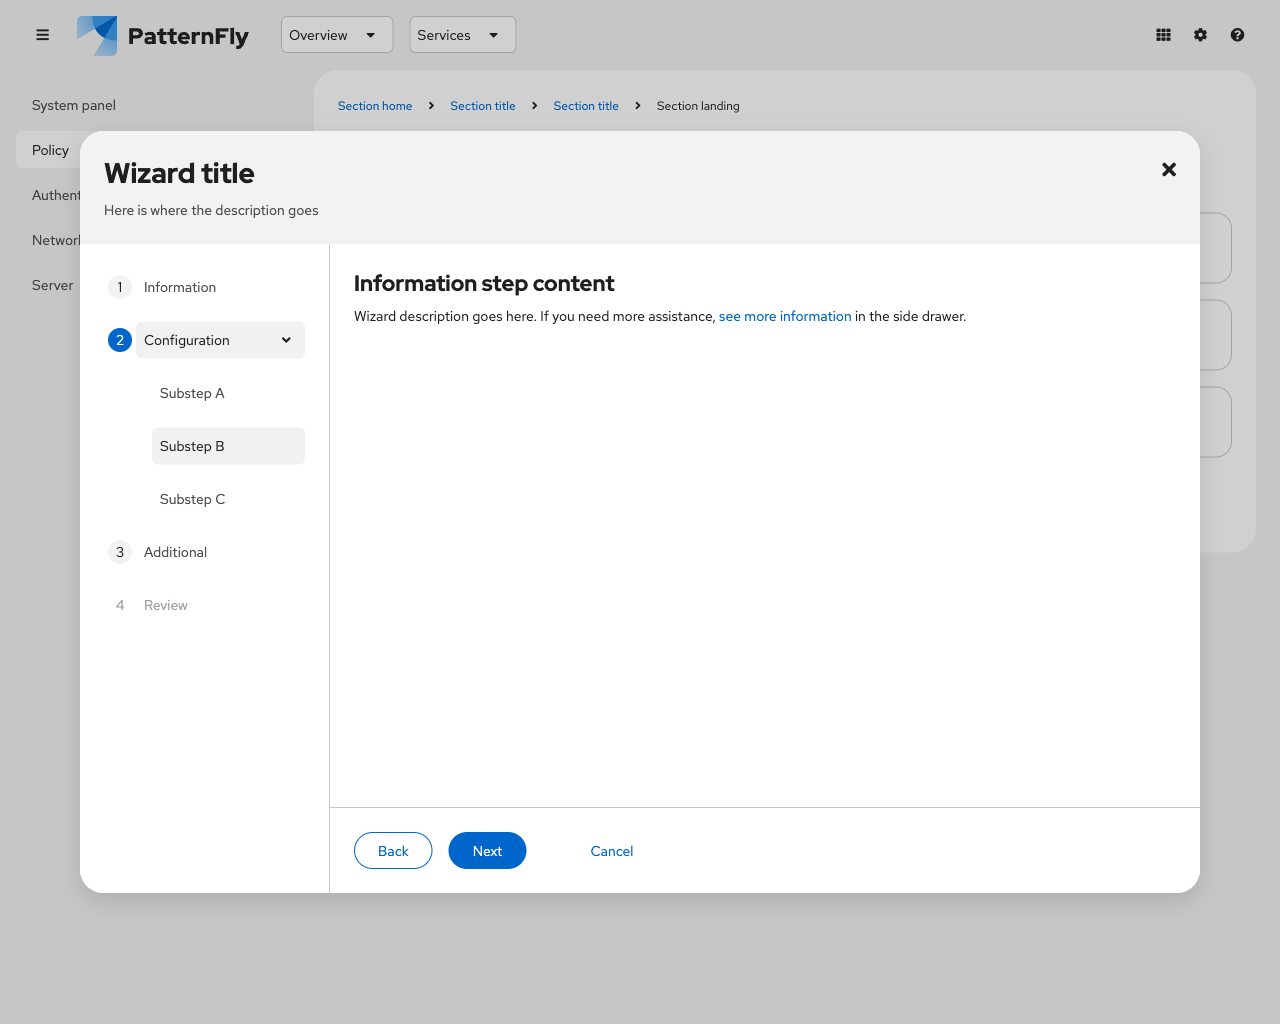 PatternFly
Overview
Services
System panel
Section home
Section title
Section title
Section landing
Policy
Server
Wizard title
Here is where the description goes
1 Information
2 Configuration
Substep A
Substep B
Substep C
3 Additional
4 Review
Information step content
Wizard description goes here. If you need more assistance, see more information in the side drawer.
Back
Next
Cancel